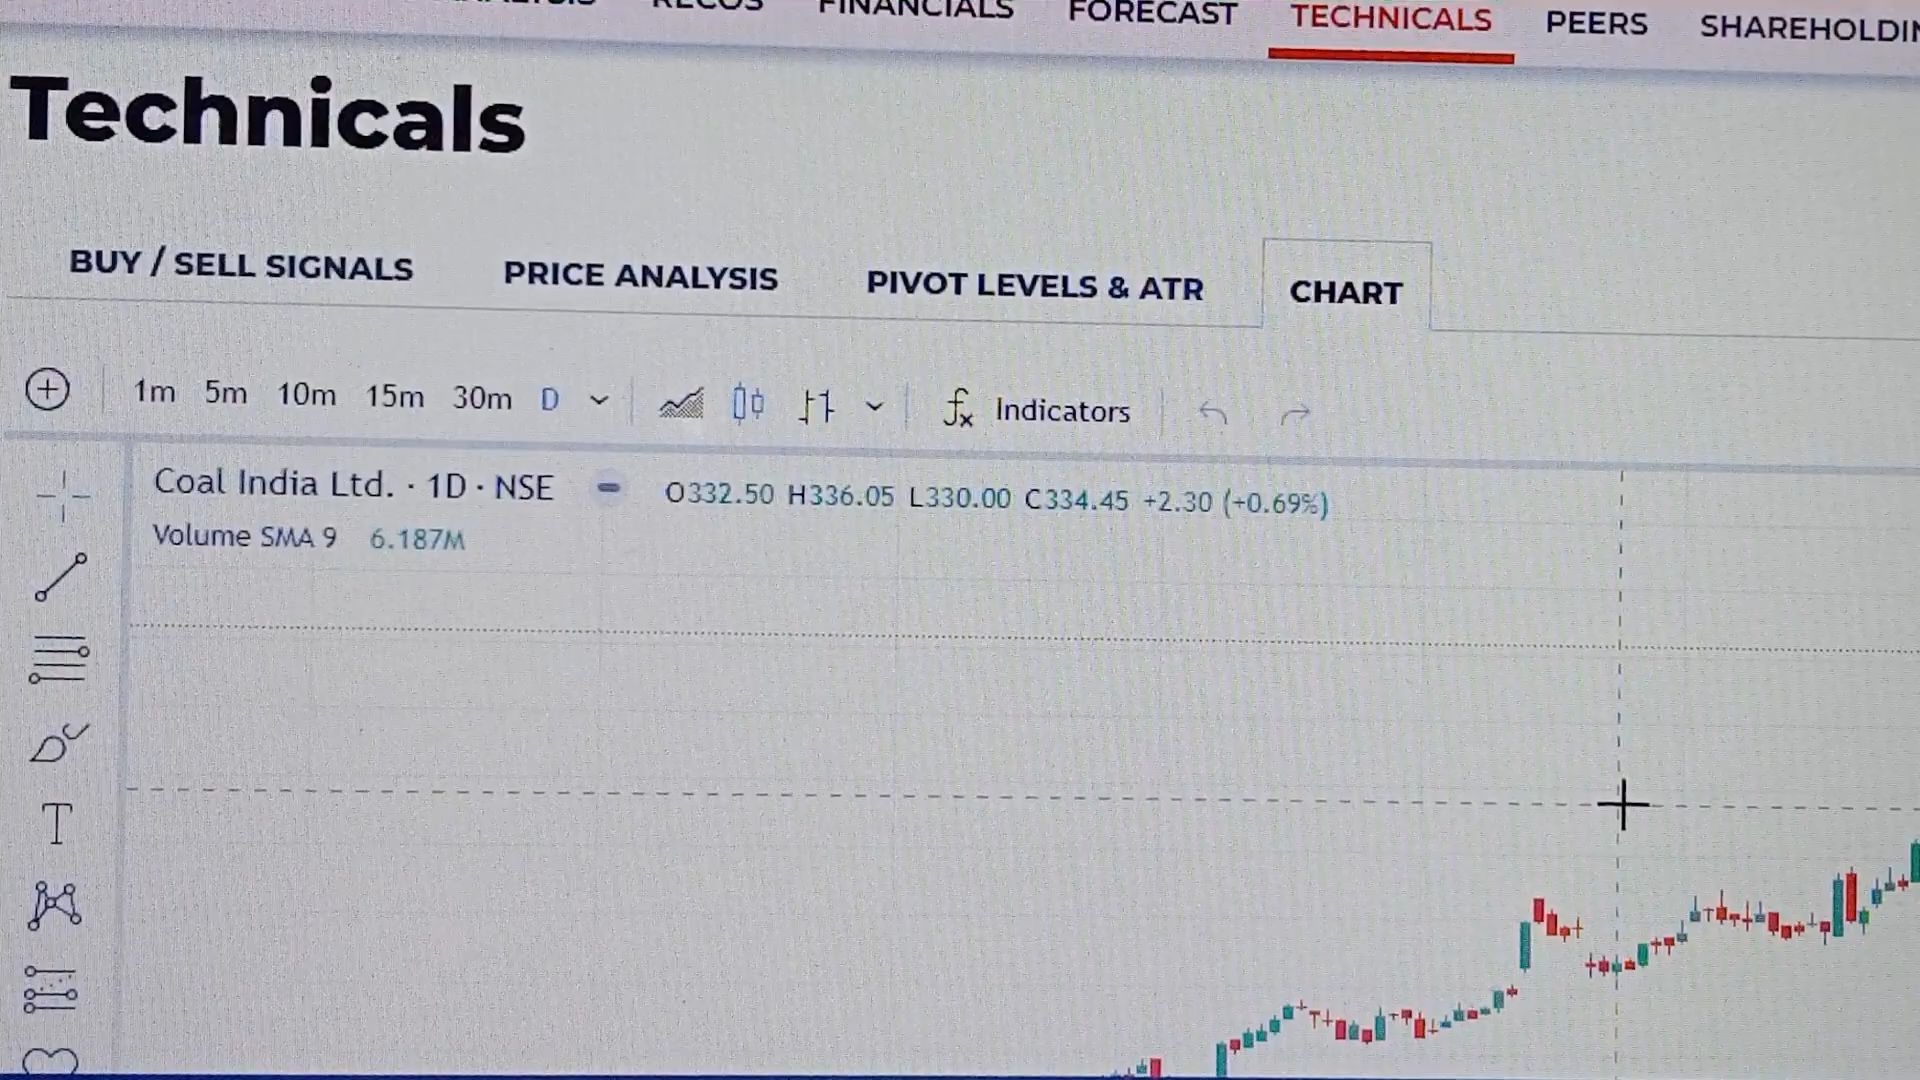 FINANCIALS FORECAST TECHNICALS PEERS
Technicals
BUY / SELL SIGNALS PRICE ANALYSIS PIVOT LEVELS & ATR CHART
1m 5m 10m 15m 30m D Indicators
Coal India Ltd. · 1D · NSE O332.50 H336.05 L330.00 C334.45 +2.30 (+0.69%)
Volume SMA 9 6.187M